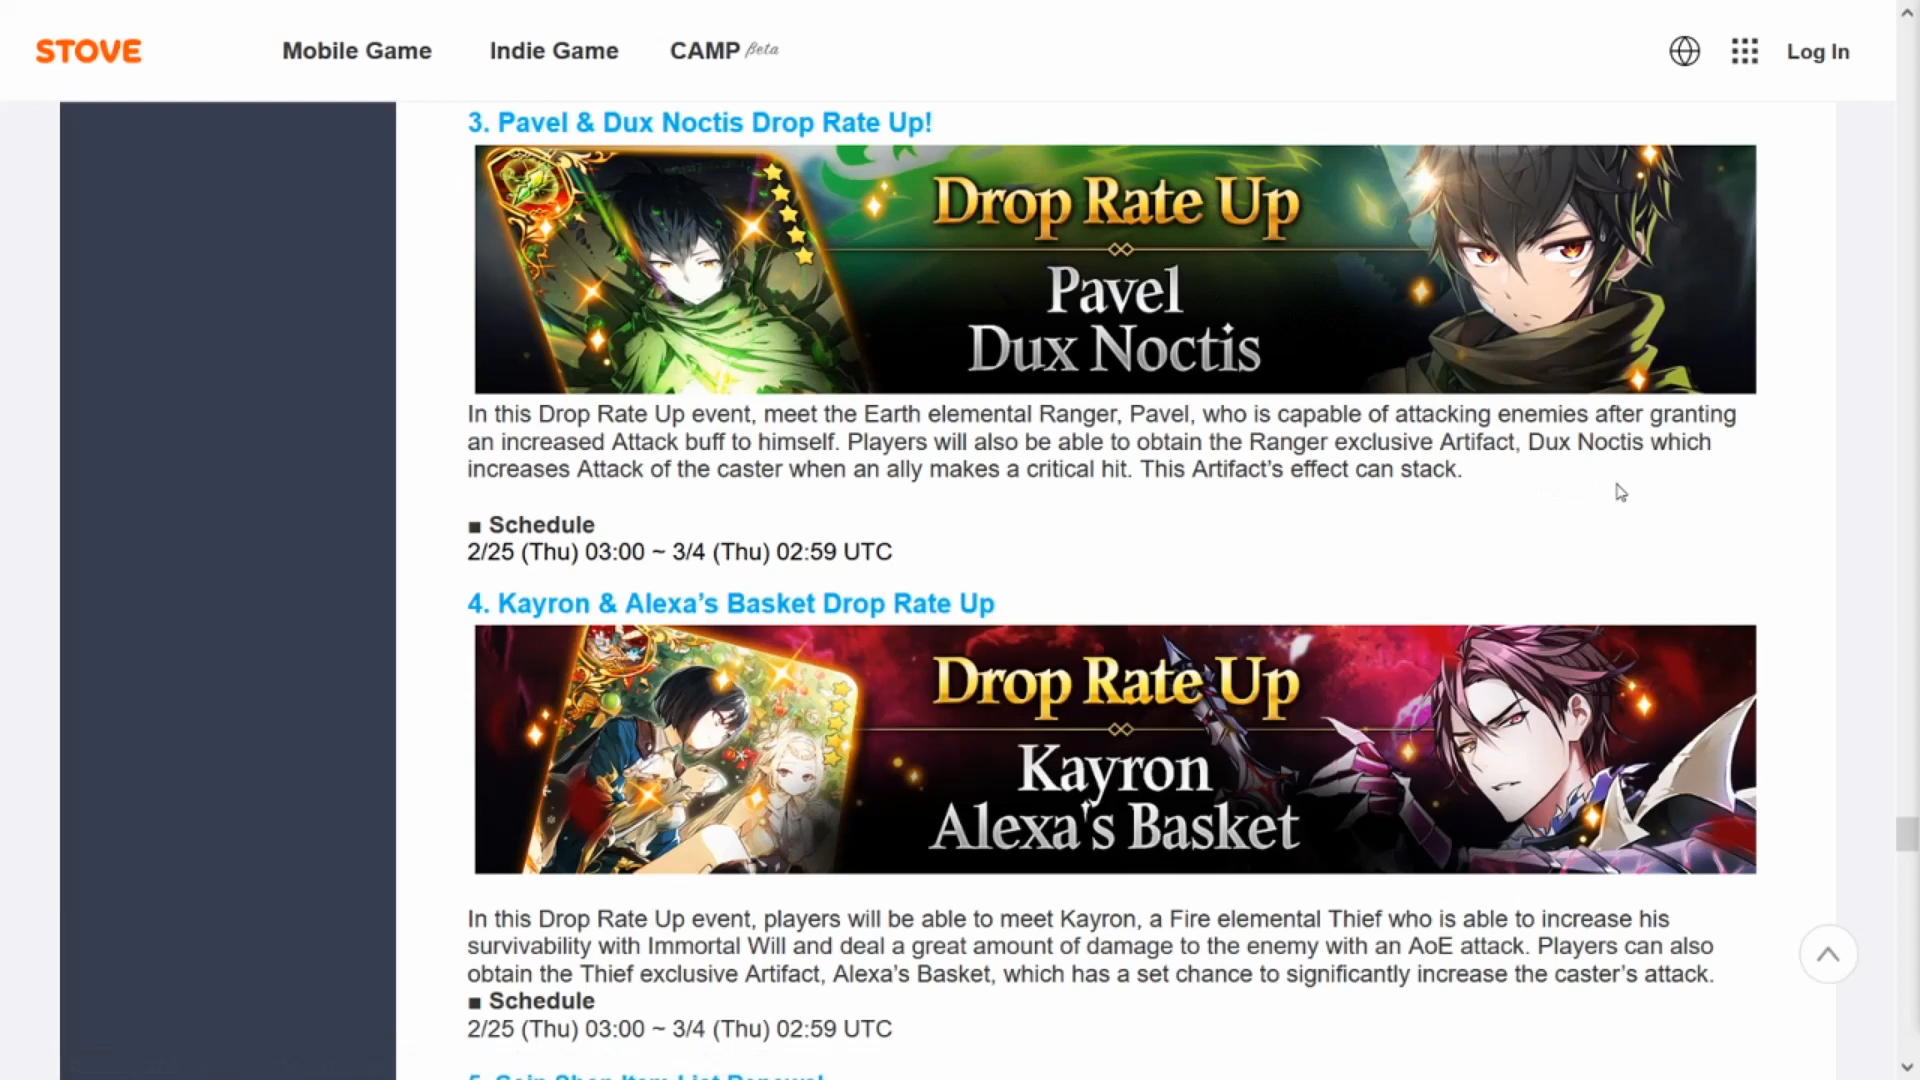 STOVE
Mobile Game
Indie Game
CAMP Beta
Log In
3. Pavel & Dux Noctis Drop Rate Up!
Drop Rate Up
Pavel
Dux Noctis
In this Drop Rate Up event, meet the Earth elemental Ranger, Pavel, who is capable of attacking enemies after granting
an increased Attack buff to himself. Players will also be able to obtain the Ranger exclusive Artifact, Dux Noctis which
increases Attack of the caster when an ally makes a critical hit. This Artifact's effect can stack.
■ Schedule
2/25 (Thu) 03:00 ~ 3/4 (Thu) 02:59 UTC
4. Kayron & Alexa's Basket Drop Rate Up
Drop Rate Up
Kayron
Alexa's Basket
In this Drop Rate Up event, players will be able to meet Kayron, a Fire elemental Thief who is able to increase his
survivability with Immortal Will and deal a great amount of damage to the enemy with an AoE attack. Players can also
obtain the Thief exclusive Artifact, Alexa's Basket, which has a set chance to significantly increase the caster's attack.
■ Schedule
2/25 (Thu) 03:00 ~ 3/4 (Thu) 02:59 UTC
Shop Item List Renewal